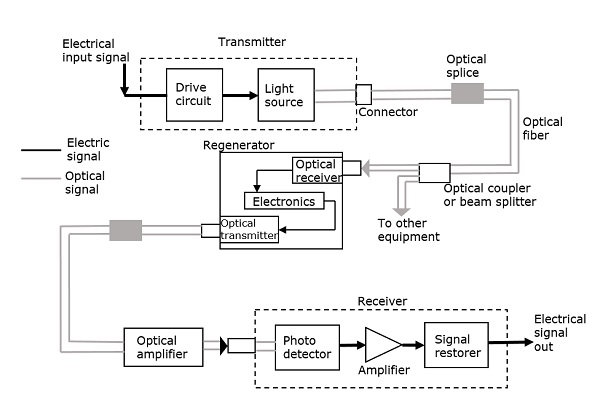 Transmitter
Electrical
input signal
Drive
circuit
Light
source
Connector
Optical
splice
Optical
fiber
Electric
signal
Optical
signal
Regenerator
Optical
receiver
Electronics
Optical
transmitter
Optical coupler
or beam splitter
To other
equipment
Optical
amplifier
Receiver
Photo
detector
Amplifier
Signal
restorer
Electrical
signal
out